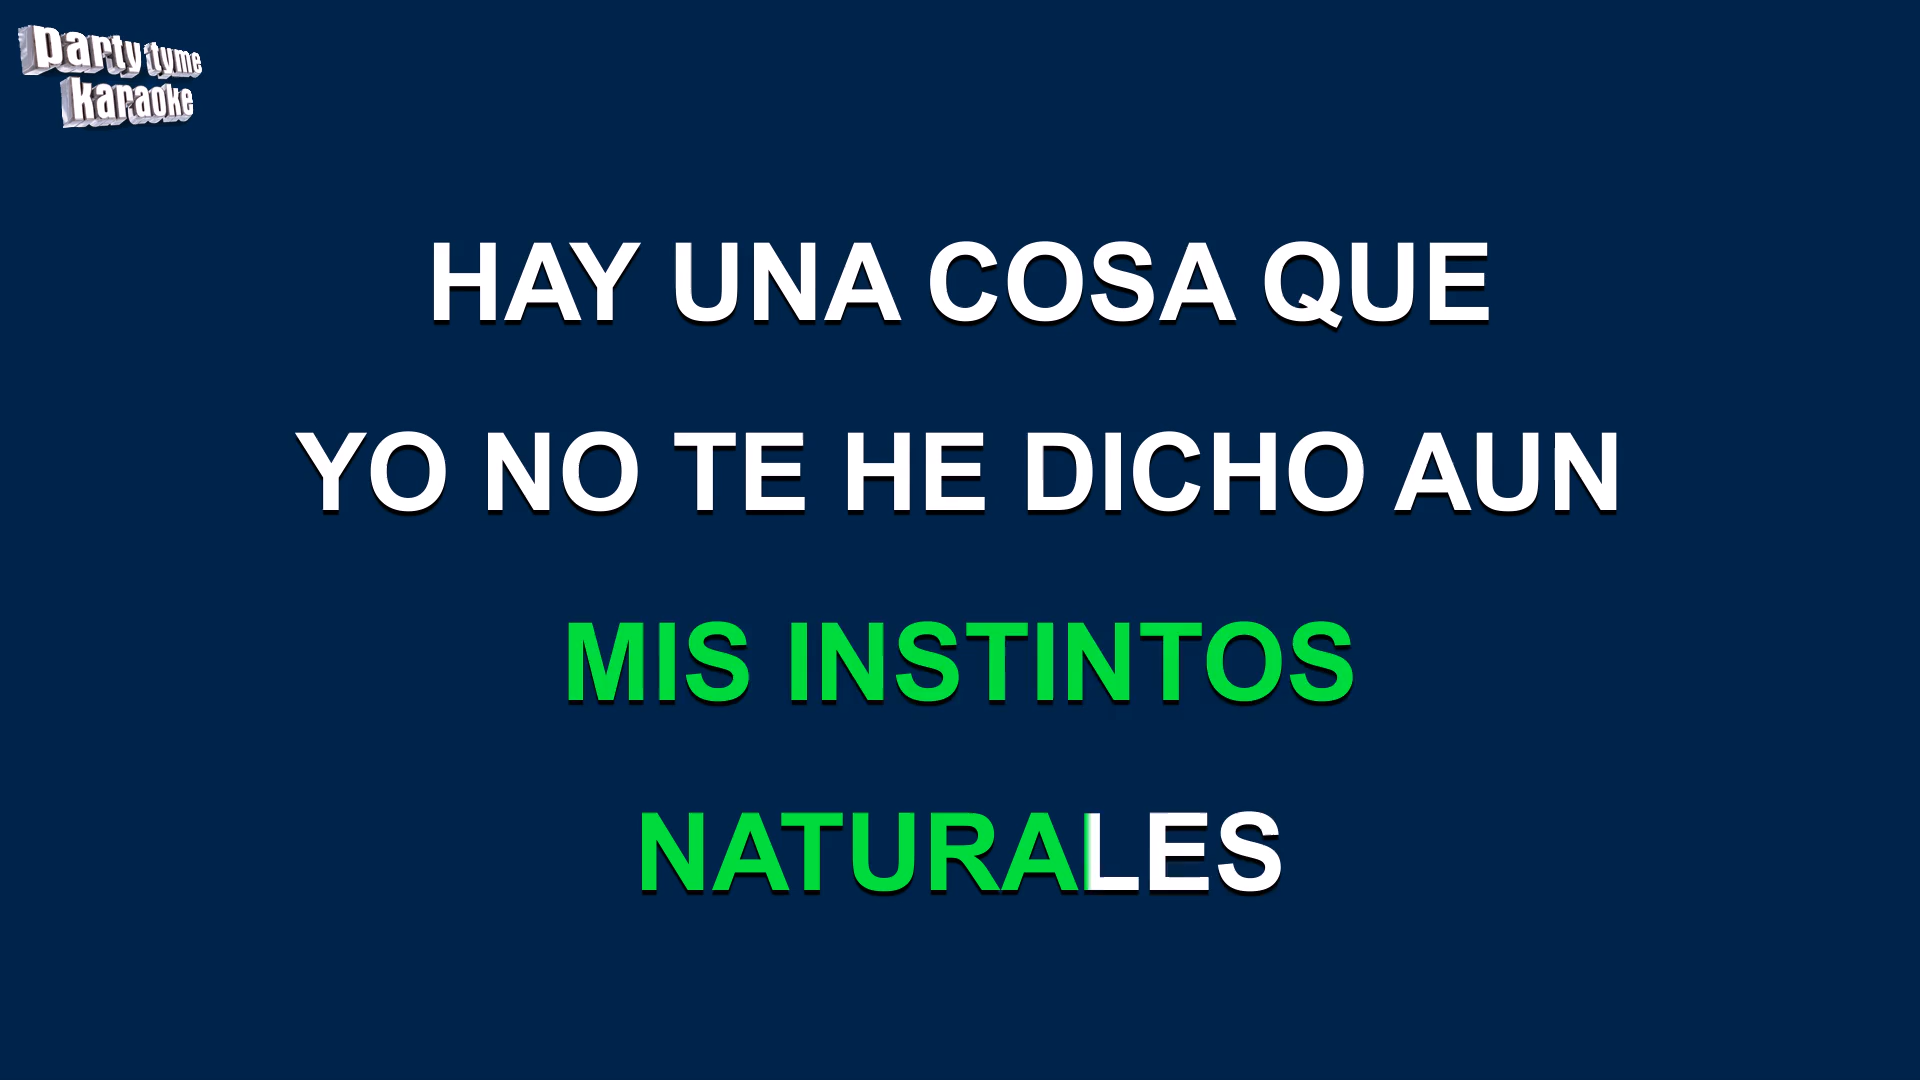 party tyme
karaoke
HAY UNA COSA QUE
YO NO TE HE DICHO AUN
MIS INSTINTOS
NATURALES